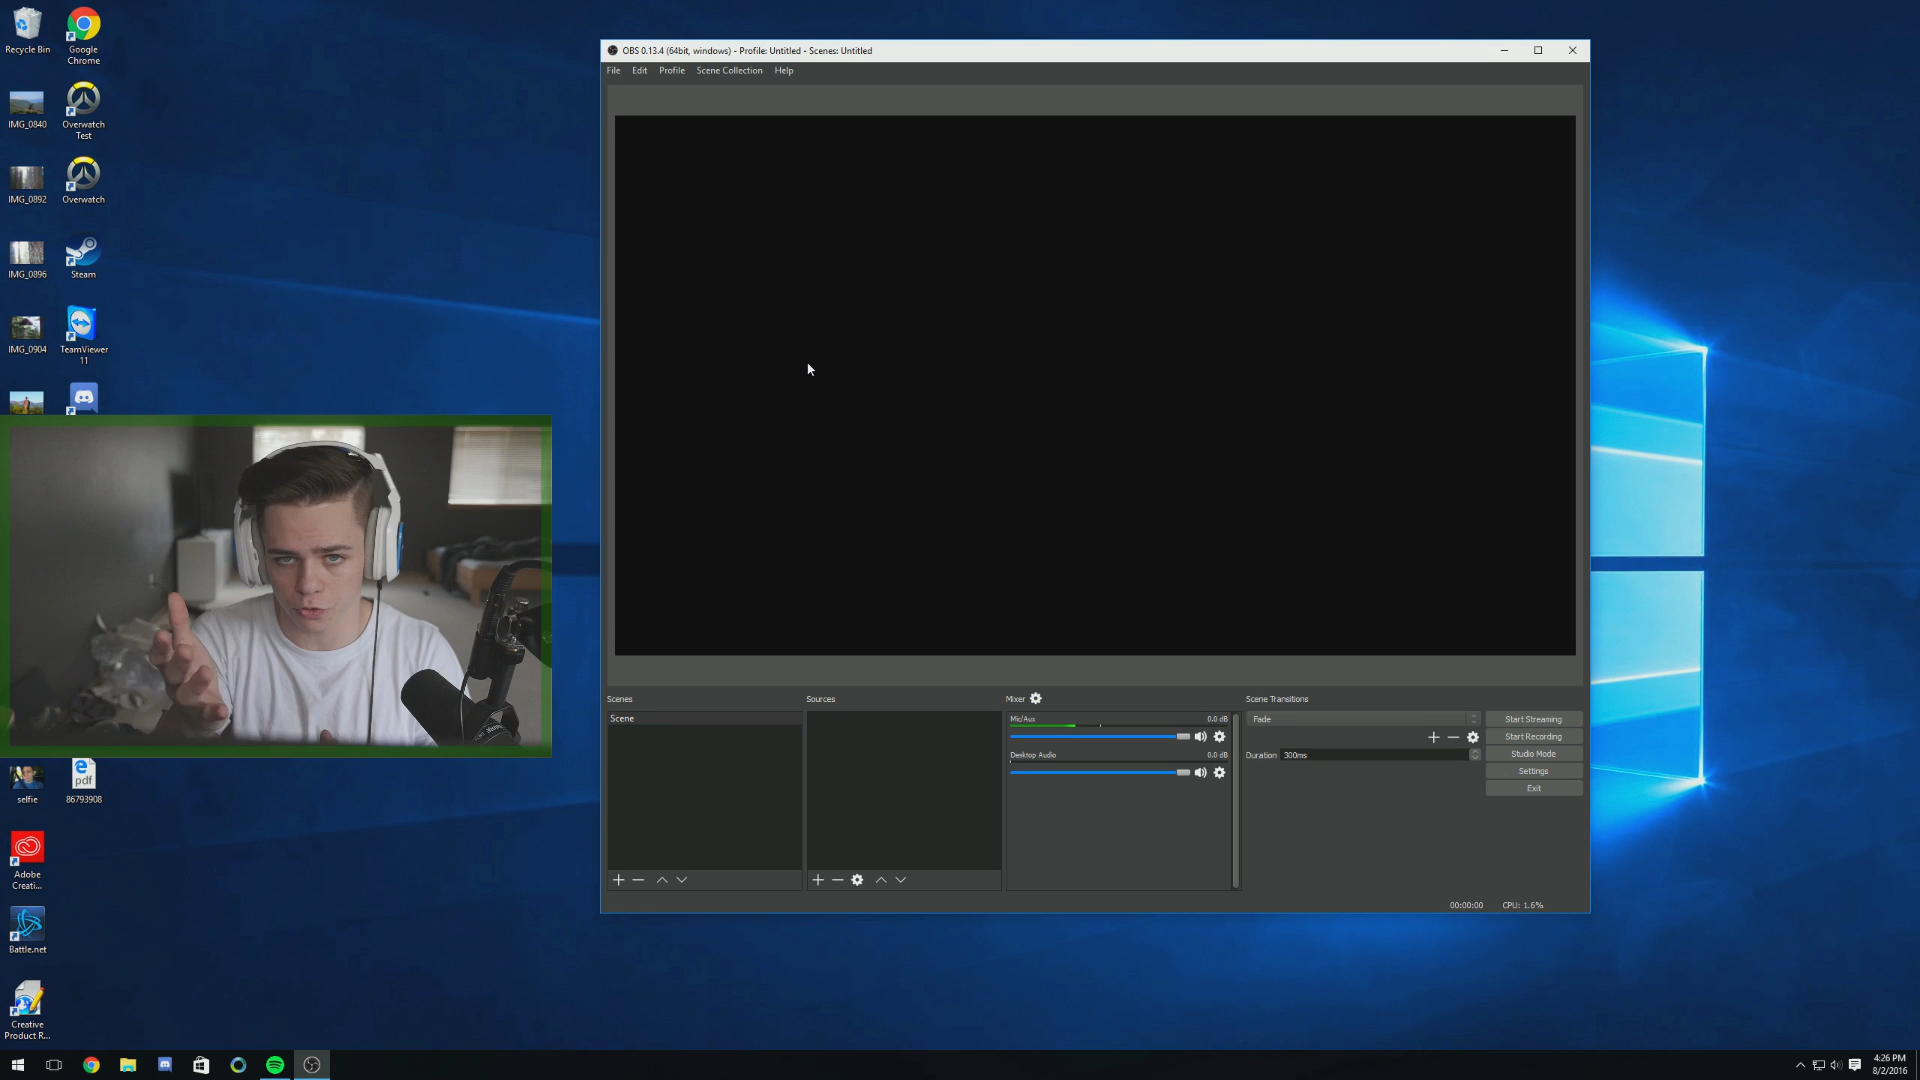 Recycle Bin
Google
Chrome
IMG_0840
Overwatch
Test
IMG_0892
Overwatch
IMG_0896
Steam
IMG_0904
TeamViewer
11
selfie
pdf
86793908
Adobe
Creati...
Battle.net
Creative
Product R...
OBS 0.13.4 (64bit, windows) - Profile: Untitled - Scenes: Untitled
File Edit Profile Scene Collection Help
Scenes
Scene
Sources
Mixer
Mic/Aux 0.0 dB
Desktop Audio 0.0 dB
Scene Transitions
Fade
Duration 300ms
Start Streaming
Start Recording
Studio Mode
Settings
Exit
00:00:00 CPU: 1.6%
4:26 PM
8/2/2016